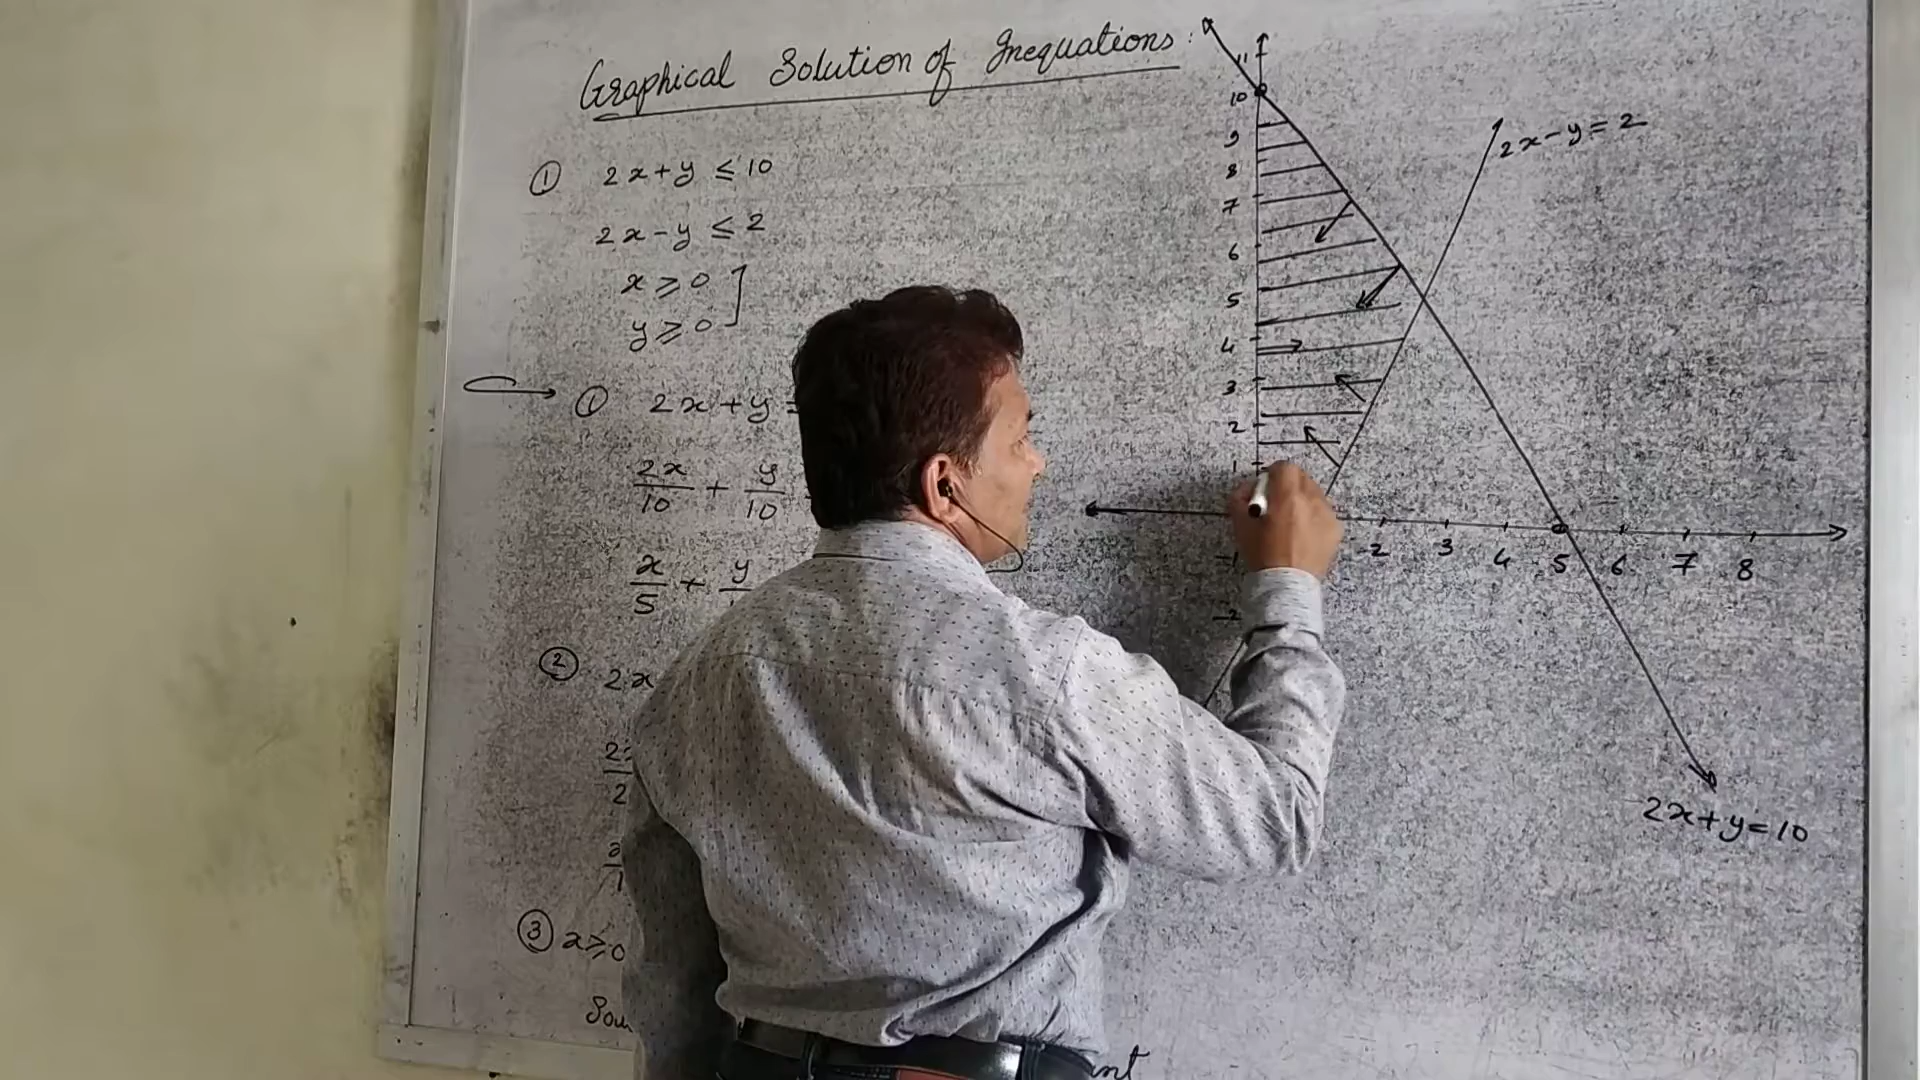 Graphical Solution of Inequations:
① 2x+y ≤ 10
2x-y ≤ 2
x ≥ 0
y ≥ 0 ]
① 2x+y =
2x/10 + y/10
x/5 + y/
② 2x
③ x ≥ 0
11
10
9
8
7
6
5
4
3
2
1
-1 2 3 4 5 6 7 8
-2
2x-y=2
2x+y=10